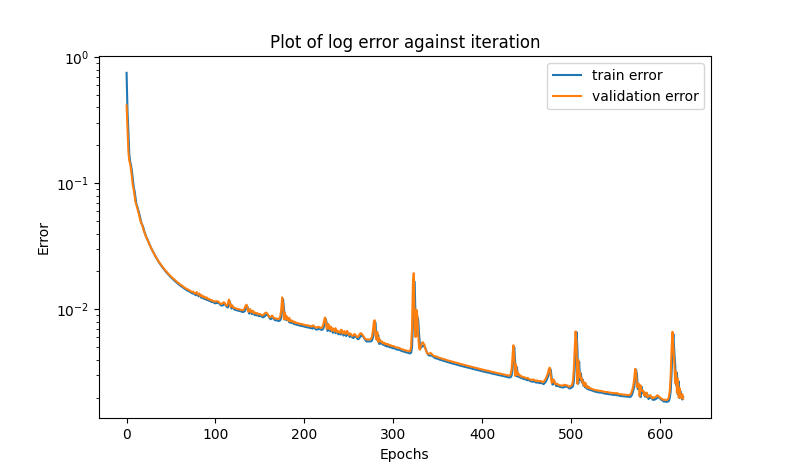 Plot of log error against iteration
train error
validation error
10⁰
10⁻¹
10⁻²
Error
0 100 200 300 400 500 600
Epochs